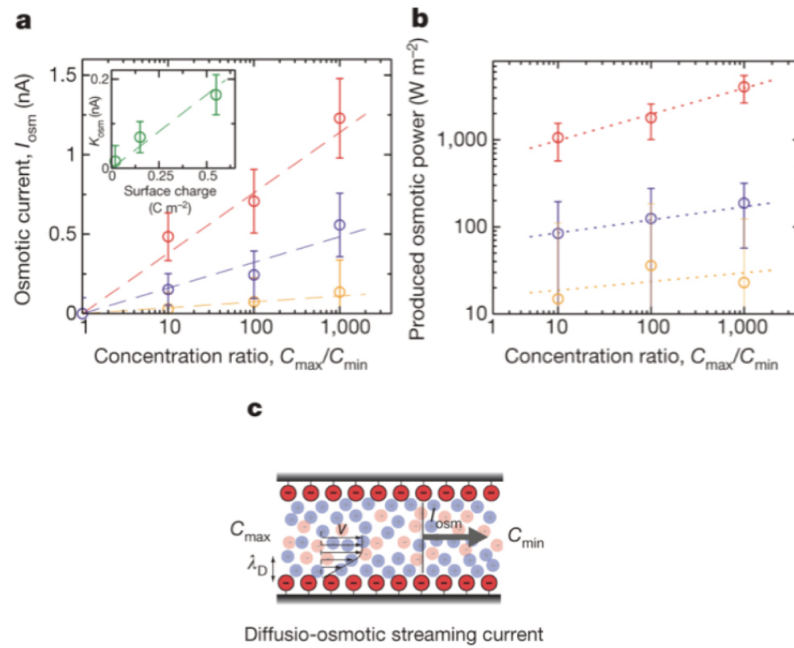 a
Osmotic current, I_osm (nA)
1.5
1.0
0.5
0
1
10
100
1,000
Concentration ratio, C_max/C_min
K_osm (nA)
0.2
0
0
0.25
0.5
Surface charge
(C m⁻²)
b
Produced osmotic power (W m⁻²)
1,000
100
10
1
10
100
1,000
Concentration ratio, C_max/C_min
c
C_max
v
I_osm
C_min
λ_D
Diffusio-osmotic streaming current